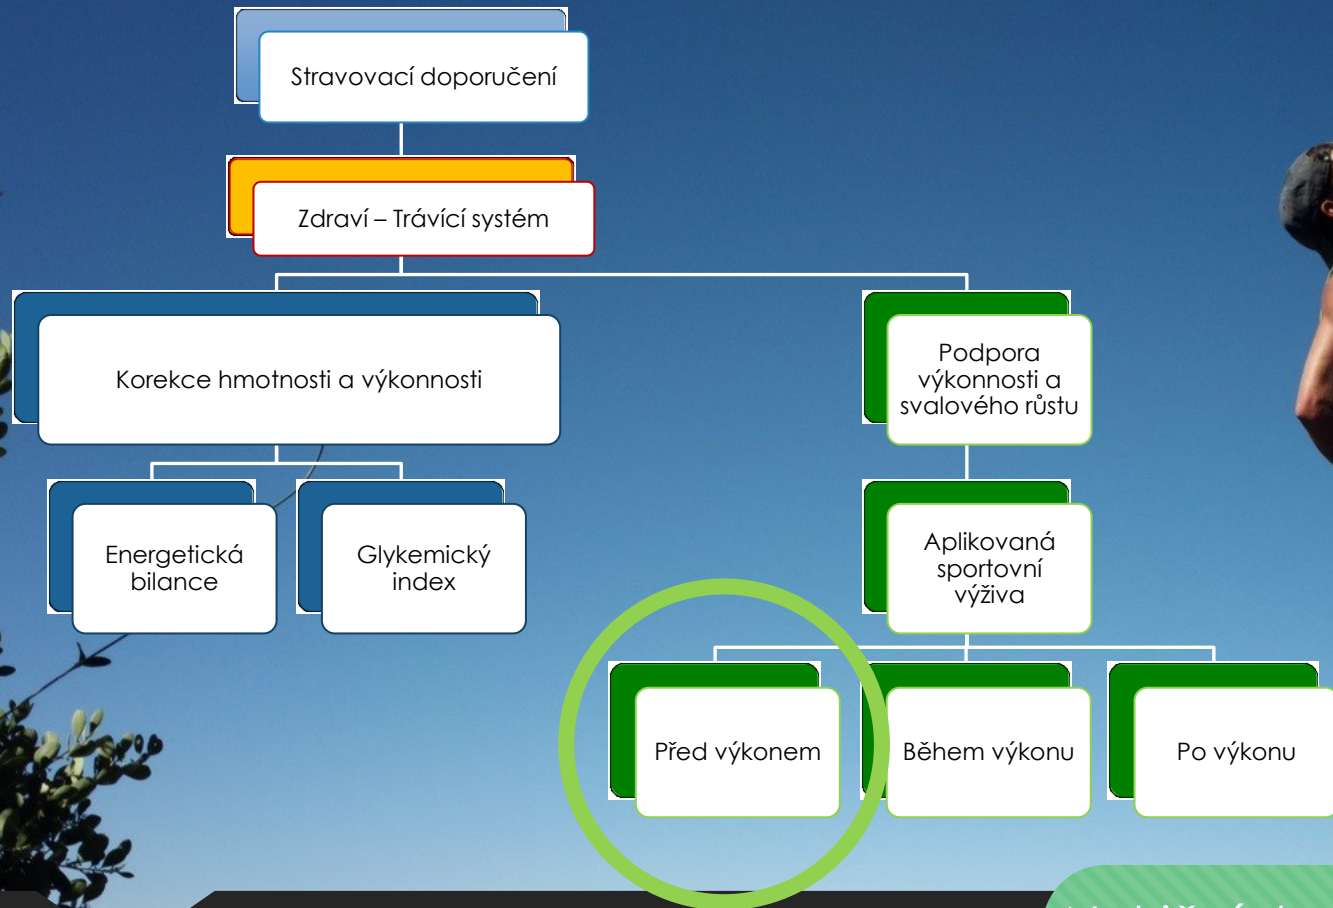 Stravovací doporučení
Zdraví – Trávící systém
Korekce hmotnosti a výkonnosti
Podpora
výkonnosti a
svalového růstu
Energetická
bilance
Glykemický
index
Aplikovaná
sportovní
výživa
Před výkonem
Během výkonu
Po výkonu